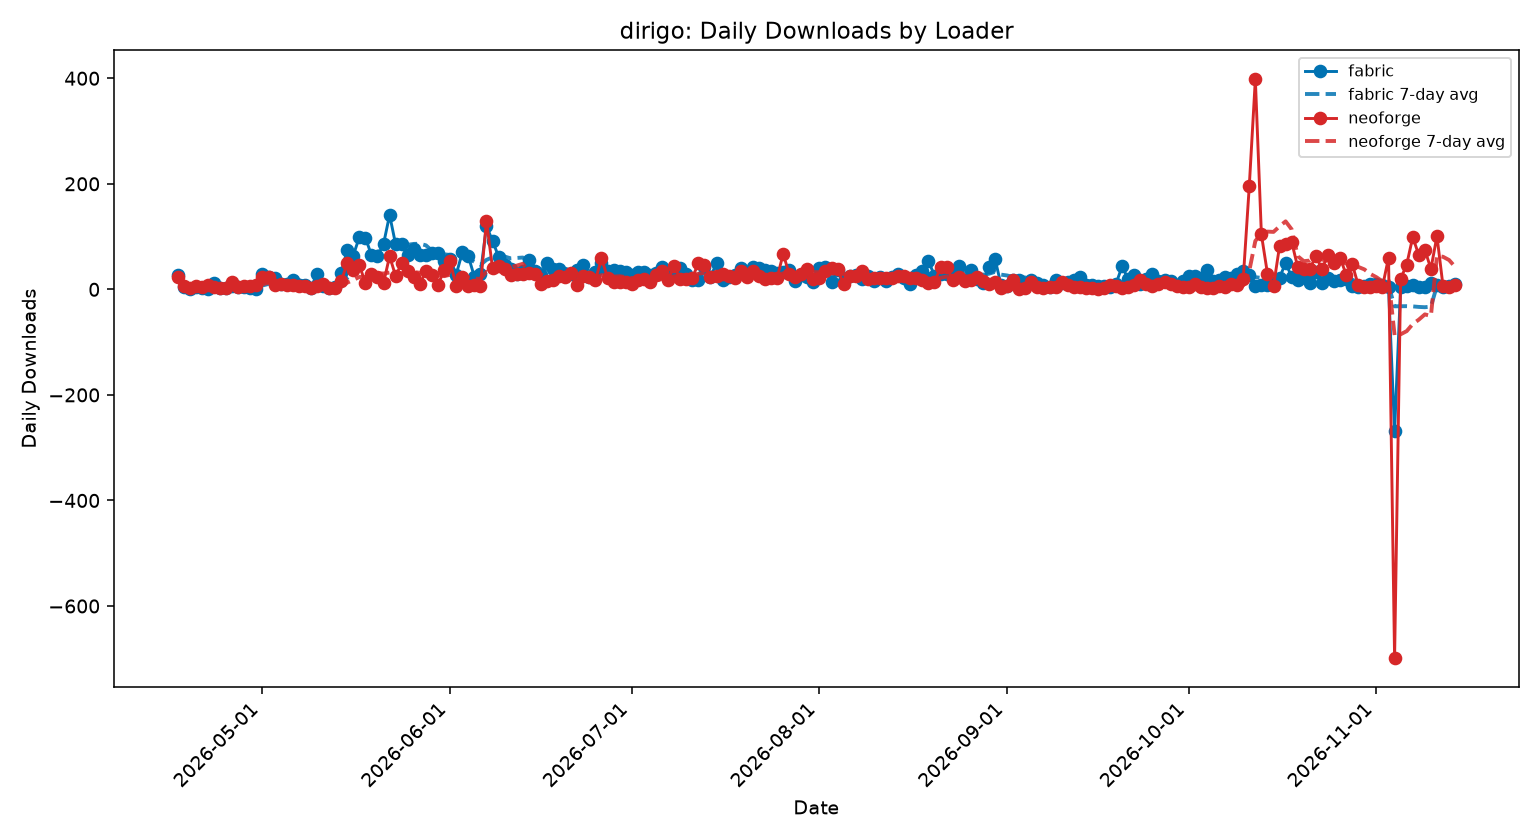 dirigo: Daily Downloads by Loader
fabric
fabric 7-day avg
neoforge
neoforge 7-day avg
Daily Downloads
400
200
0
−200
−400
−600
2026-05-01
2026-06-01
2026-07-01
2026-08-01
2026-09-01
2026-10-01
2026-11-01
Date